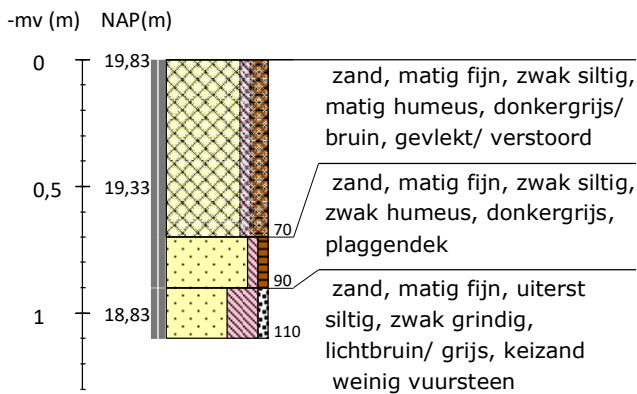 -mv (m) NAP(m)
0 19,83
zand, matig fijn, zwak siltig,
matig humeus, donkergrijs/
bruin, gevlekt/ verstoord
0,5 19,33
zand, matig fijn, zwak siltig,
zwak humeus, donkergrijs,
plaggendek
70
90
zand, matig fijn, uiterst
siltig, zwak grindig,
lichtbruin/ grijs, keizand
weinig vuursteen
1 18,83
110